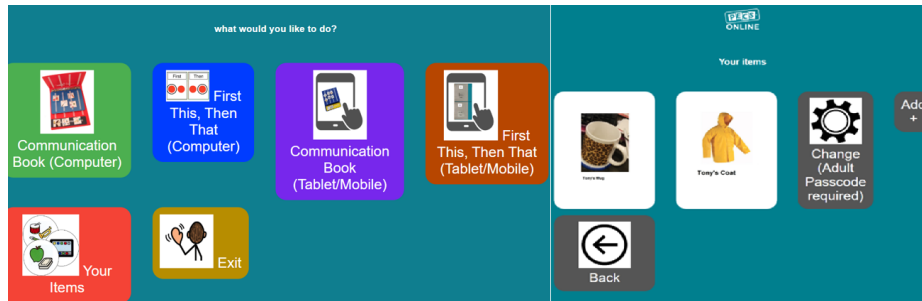 what would you like to do?
Communication
Book (Computer)
First Then
First
This, Then
That
(Computer)
Communication
Book
(Tablet/Mobile)
First
This, Then That
(Tablet/Mobile)
Your
Items
Exit
PECS
ONLINE
Your items
Tony's Coat
Change
(Adult
Passcode
required)
Add
+
Back